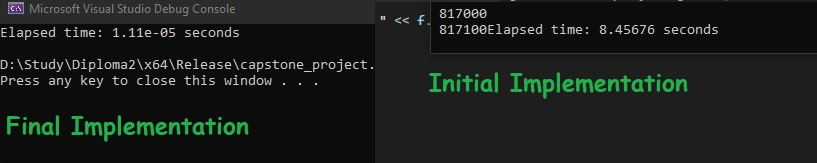 Microsoft Visual Studio Debug Console
Elapsed time: 1.11e-05 seconds
D:\Study\Diploma2\x64\Release\capstone_project.
Press any key to close this window . . .
Final Implementation
" << f.
817000
817100Elapsed time: 8.45676 seconds
Initial Implementation